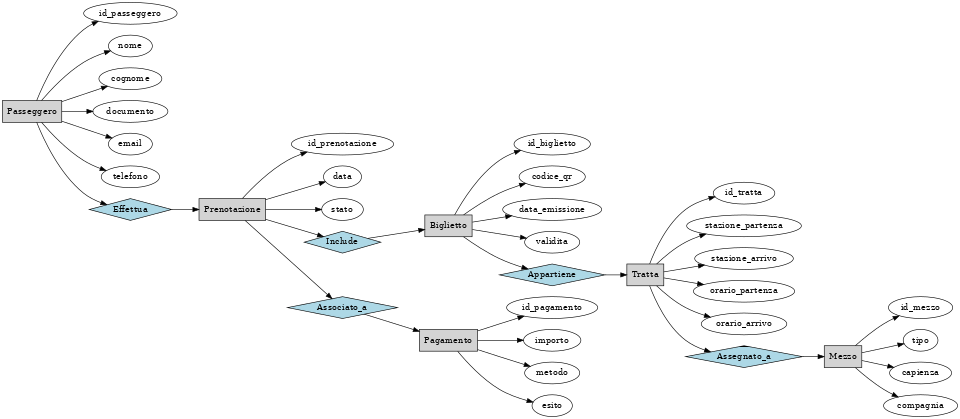 Passeggero
id_passeggero
nome
cognome
documento
email
telefono
Effettua
Prenotazione
id_prenotazione
data
stato
Include
Associato_a
Biglietto
id_biglietto
codice_qr
data_emissione
validita
Appartiene
Pagamento
id_pagamento
importo
metodo
esito
Tratta
id_tratta
stazione_partenza
stazione_arrivo
orario_partenza
orario_arrivo
Assegnato_a
Mezzo
id_mezzo
tipo
capienza
compagnia